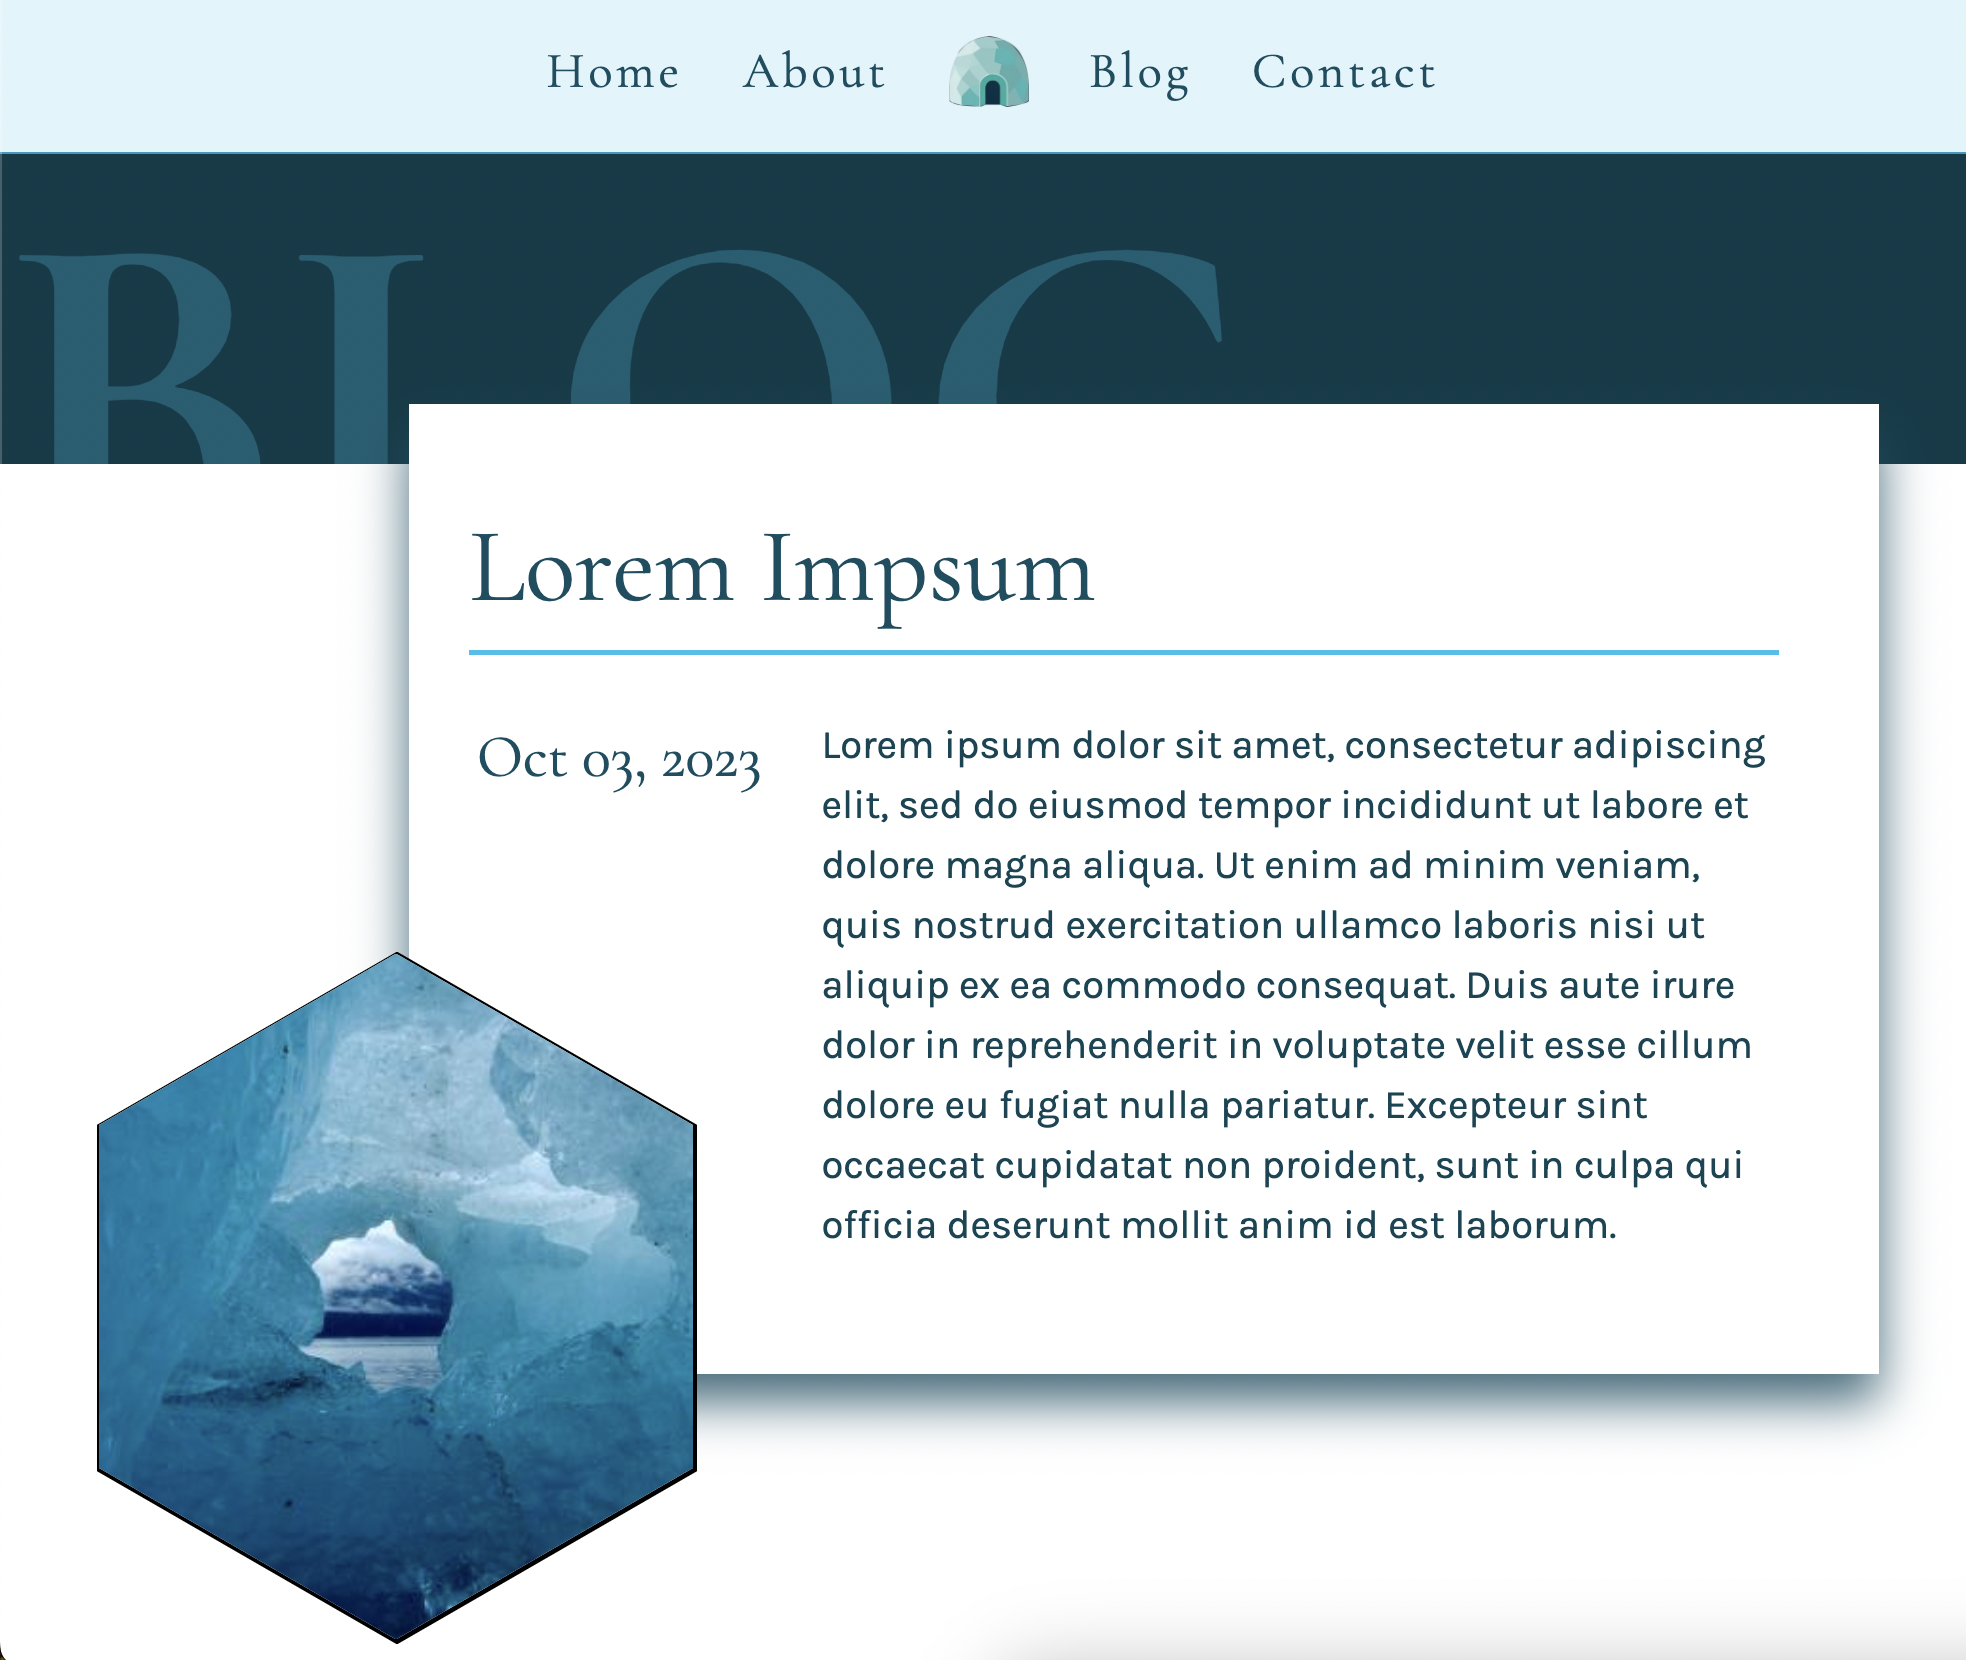 Home About Blog Contact
BLOG
Lorem Impsum
Oct 03, 2023
Lorem ipsum dolor sit amet, consectetur adipiscing
elit, sed do eiusmod tempor incididunt ut labore et
dolore magna aliqua. Ut enim ad minim veniam,
quis nostrud exercitation ullamco laboris nisi ut
aliquip ex ea commodo consequat. Duis aute irure
dolor in reprehenderit in voluptate velit esse cillum
dolore eu fugiat nulla pariatur. Excepteur sint
occaecat cupidatat non proident, sunt in culpa qui
officia deserunt mollit anim id est laborum.